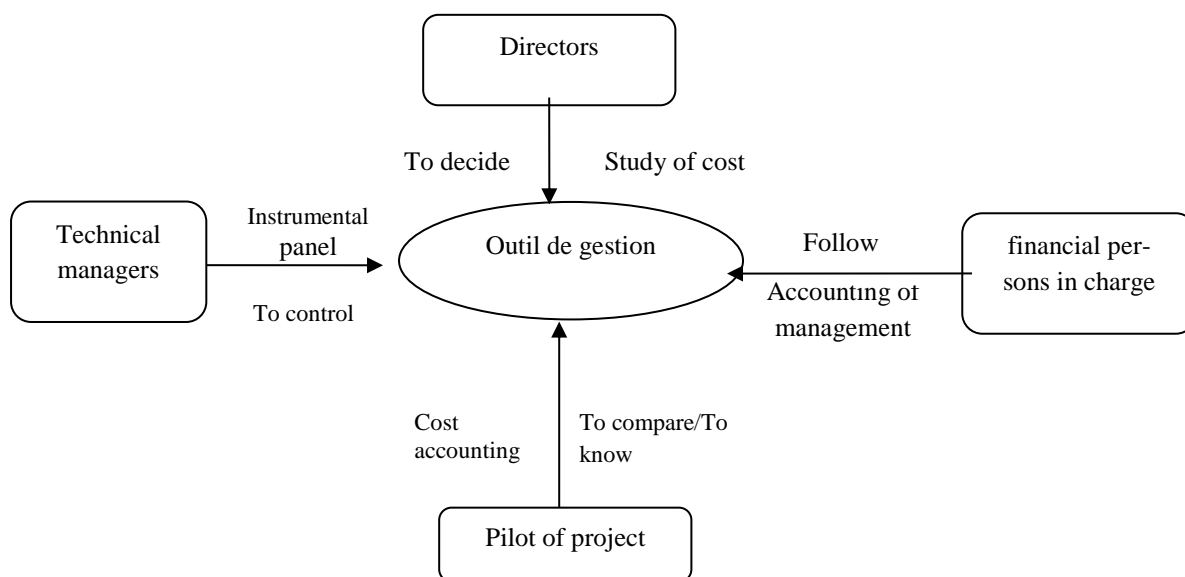 Directors
To decide
Study of cost
Technical
managers
Instrumental
panel
To control
Outil de gestion
Follow
Accounting of
management
financial per-
sons in charge
Cost
accounting
To compare/To
know
Pilot of project